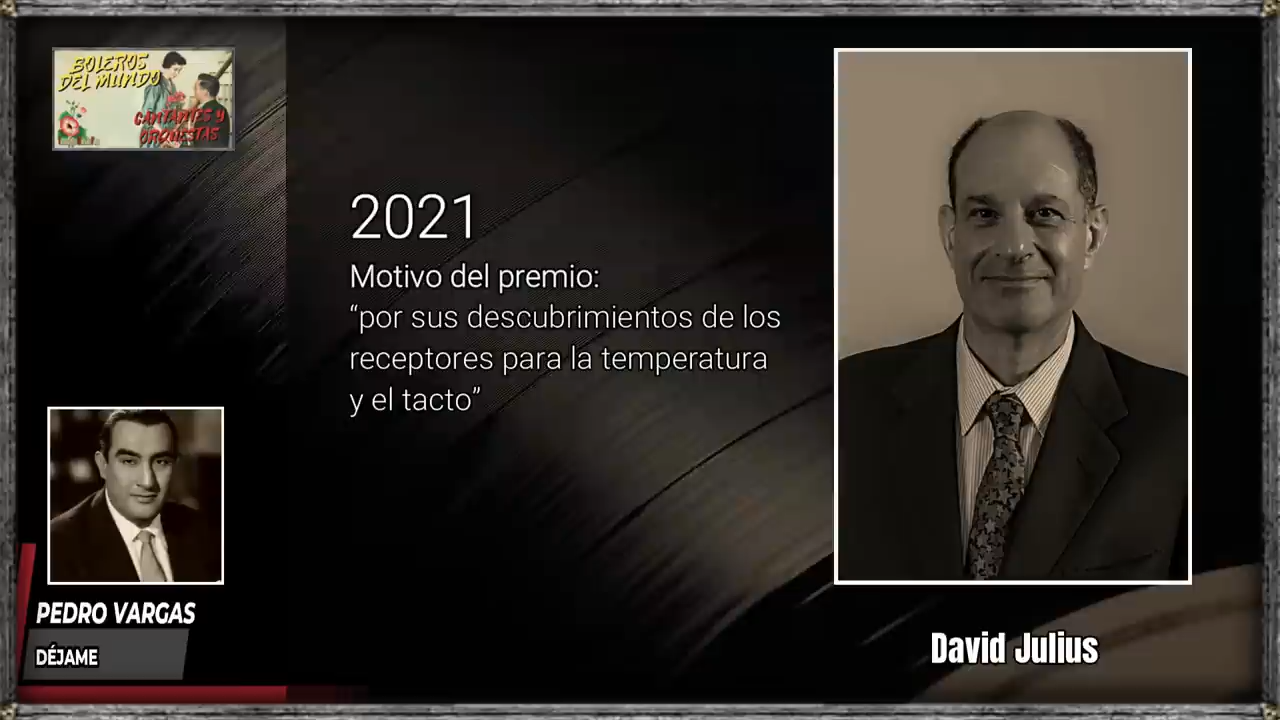 BOLEROS
DEL MUNDO
CANTANTES Y
ORQUESTAS
2021
Motivo del premio:
“por sus descubrimientos de los
receptores para la temperatura
y el tacto”
PEDRO VARGAS
DÉJAME
David Julius